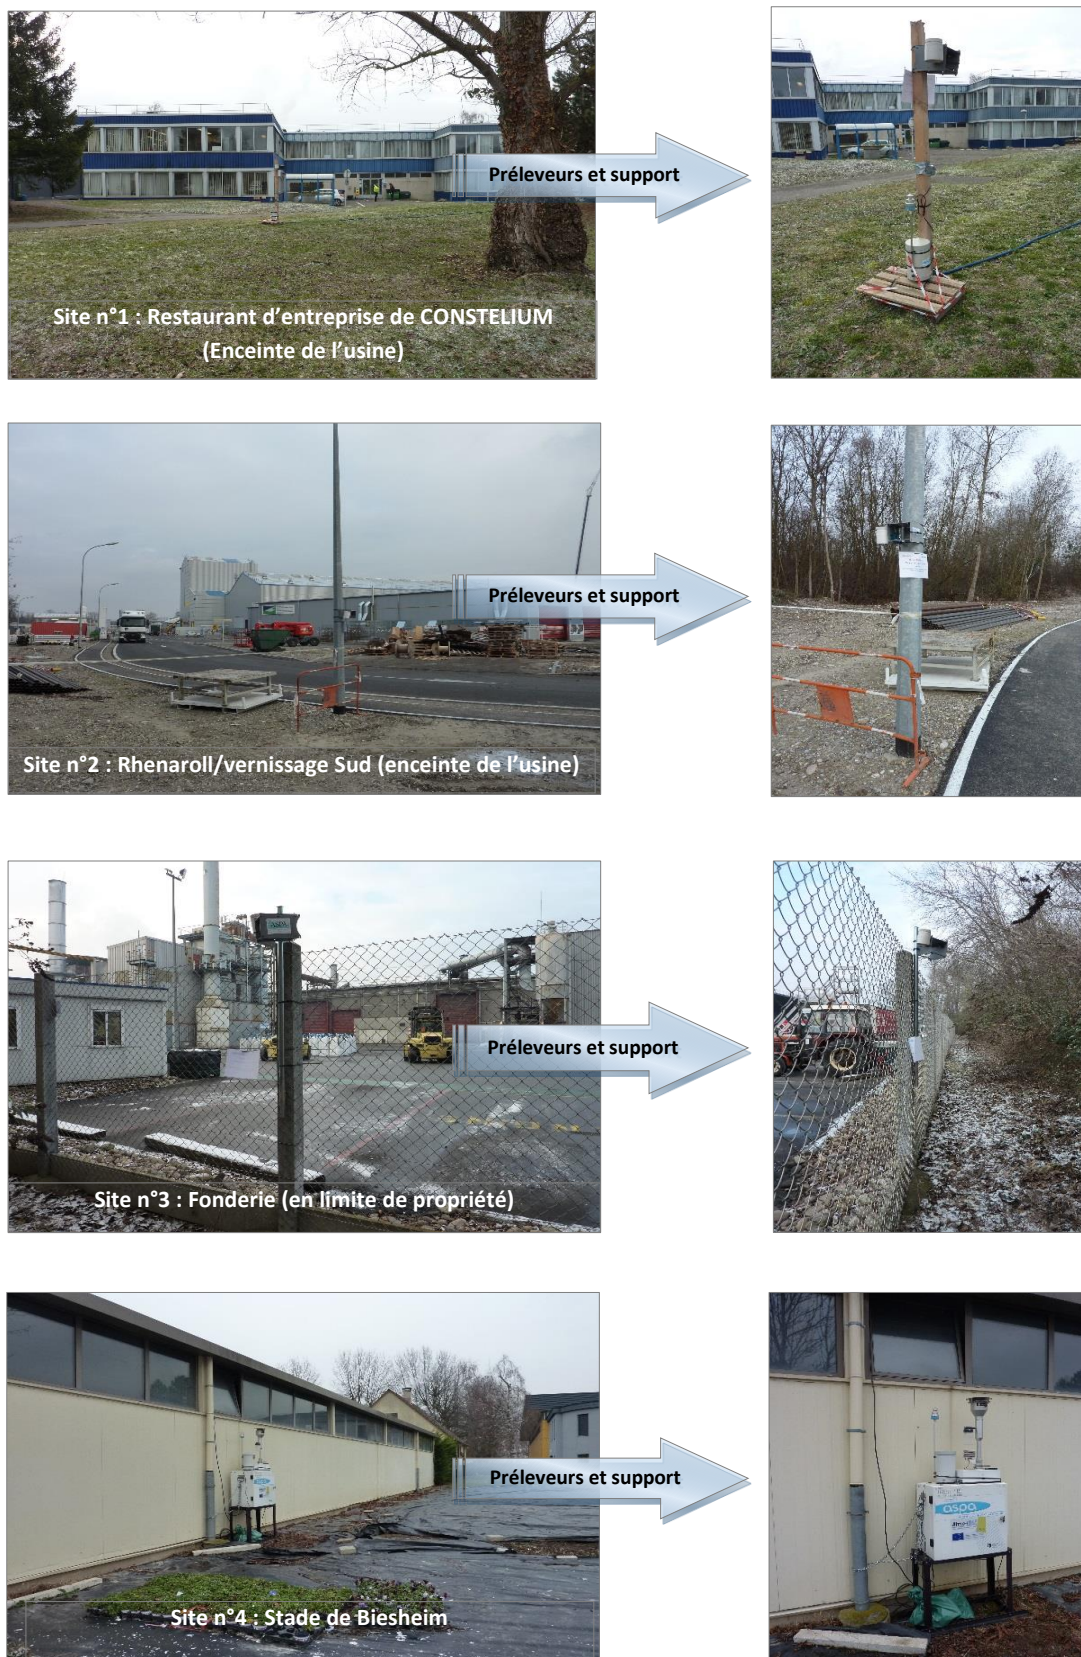 Préleveurs et support
Site n°1 : Restaurant d'entreprise de CONSTELIUM
(Enceinte de l'usine)
Préleveurs et support
Site n°2 : Rhenaroll/vernissage Sud (enceinte de l'usine)
ASPA
Préleveurs et support
Site n°3 : Fonderie (en limite de propriété)
Préleveurs et support
aspa
Site n°4 : Stade de Biesheim